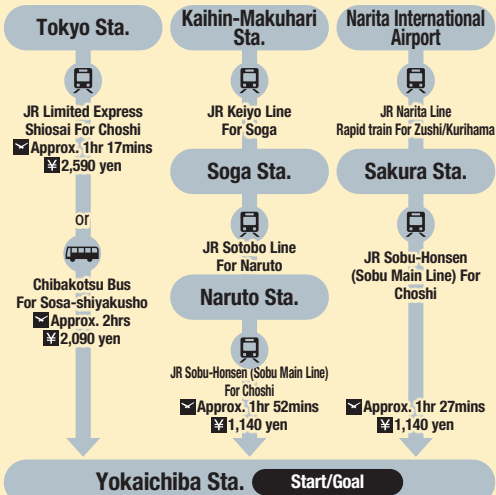 Tokyo Sta.
JR Limited Express
Shiosai For Choshi
Approx. 1hr 17mins
¥2,590 yen
or
Chibakotsu Bus
For Sosa-shiyakusho
Approx. 2hrs
¥2,090 yen
Kaihin-Makuhari
Sta.
JR Keiyo Line
For Soga
Soga Sta.
JR Sotobo Line
For Naruto
Naruto Sta.
JR Sobu-Honsen (Sobu Main Line)
For Choshi
Approx. 1hr 52mins
¥1,140 yen
Narita International
Airport
JR Narita Line
Rapid train For Zushi/Kurihama
Sakura Sta.
JR Sobu-Honsen
(Sobu Main Line) For
Choshi
Approx. 1hr 27mins
¥1,140 yen
Yokaichiba Sta. Start/Goal